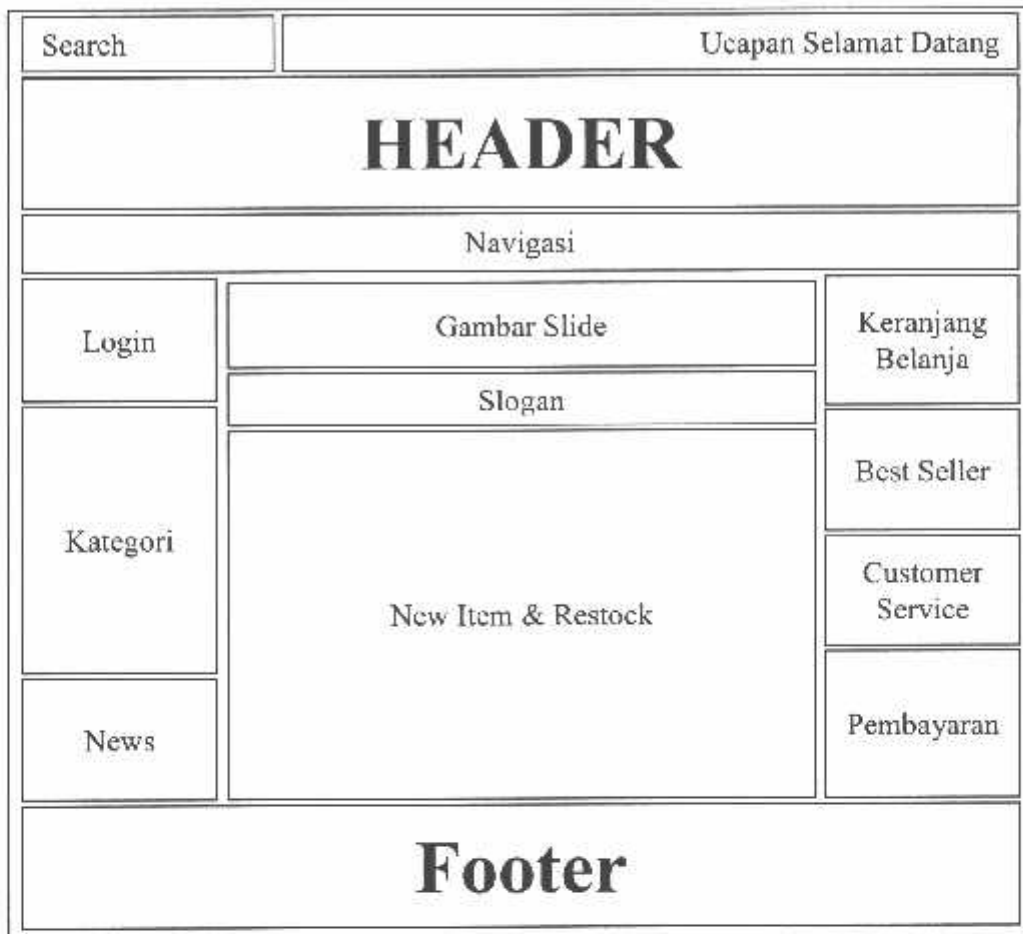 Search
Ucapan Selamat Datang
HEADER
Navigasi
Login
Gambar Slide
Keranjang
Belanja
Slogan
Kategori
New Item & Restock
Best Seller
Customer
Service
News
Pembayaran
Footer